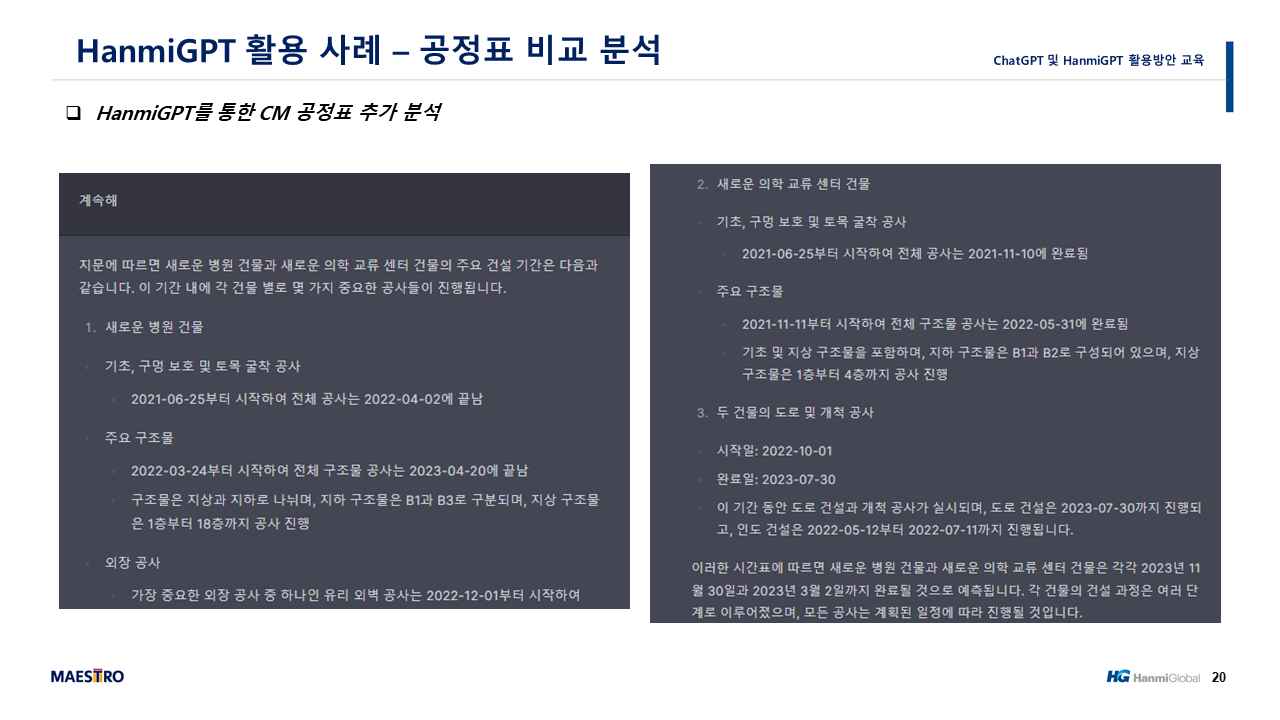 HanmiGPT 활용 사례 – 공정표 비교 분석
ChatGPT 및 HanmiGPT 활용방안 교육
HanmiGPT를 통한 CM 공정표 추가 분석
계속해
지문에 따르면 새로운 병원 건물과 새로운 의학 교류 센터 건물의 주요 건설 기간은 다음과
같습니다. 이 기간 내에 각 건물 별로 몇 가지 중요한 공사들이 진행됩니다.
1. 새로운 병원 건물
기초, 구멍 보호 및 토목 굴착 공사
2021-06-25부터 시작하여 전체 공사는 2022-04-02에 끝남
주요 구조물
2022-03-24부터 시작하여 전체 구조물 공사는 2023-04-20에 끝남
구조물은 지상과 지하로 나뉘며, 지하 구조물은 B1과 B3로 구분되며, 지상 구조물
은 1층부터 18층까지 공사 진행
외장 공사
가장 중요한 외장 공사 중 하나인 유리 외벽 공사는 2022-12-01부터 시작하여
2. 새로운 의학 교류 센터 건물
기초, 구멍 보호 및 토목 굴착 공사
2021-06-25부터 시작하여 전체 공사는 2021-11-10에 완료됨
주요 구조물
2021-11-11부터 시작하여 전체 구조물 공사는 2022-05-31에 완료됨
기초 및 지상 구조물을 포함하며, 지하 구조물은 B1과 B2로 구성되어 있으며, 지상
구조물은 1층부터 4층까지 공사 진행
3. 두 건물의 도로 및 개척 공사
시작일: 2022-10-01
완료일: 2023-07-30
이 기간 동안 도로 건설과 개척 공사가 실시되며, 도로 건설은 2023-07-30까지 진행되
고, 인도 건설은 2022-05-12부터 2022-07-11까지 진행됩니다.
이러한 시간표에 따르면 새로운 병원 건물과 새로운 의학 교류 센터 건물은 각각 2023년 11
월 30일과 2023년 3월 2일까지 완료될 것으로 예측됩니다. 각 건물의 건설 과정은 여러 단
계로 이루어졌으며, 모든 공사는 계획된 일정에 따라 진행될 것입니다.
MAESTRO
HG HanmiGlobal
20